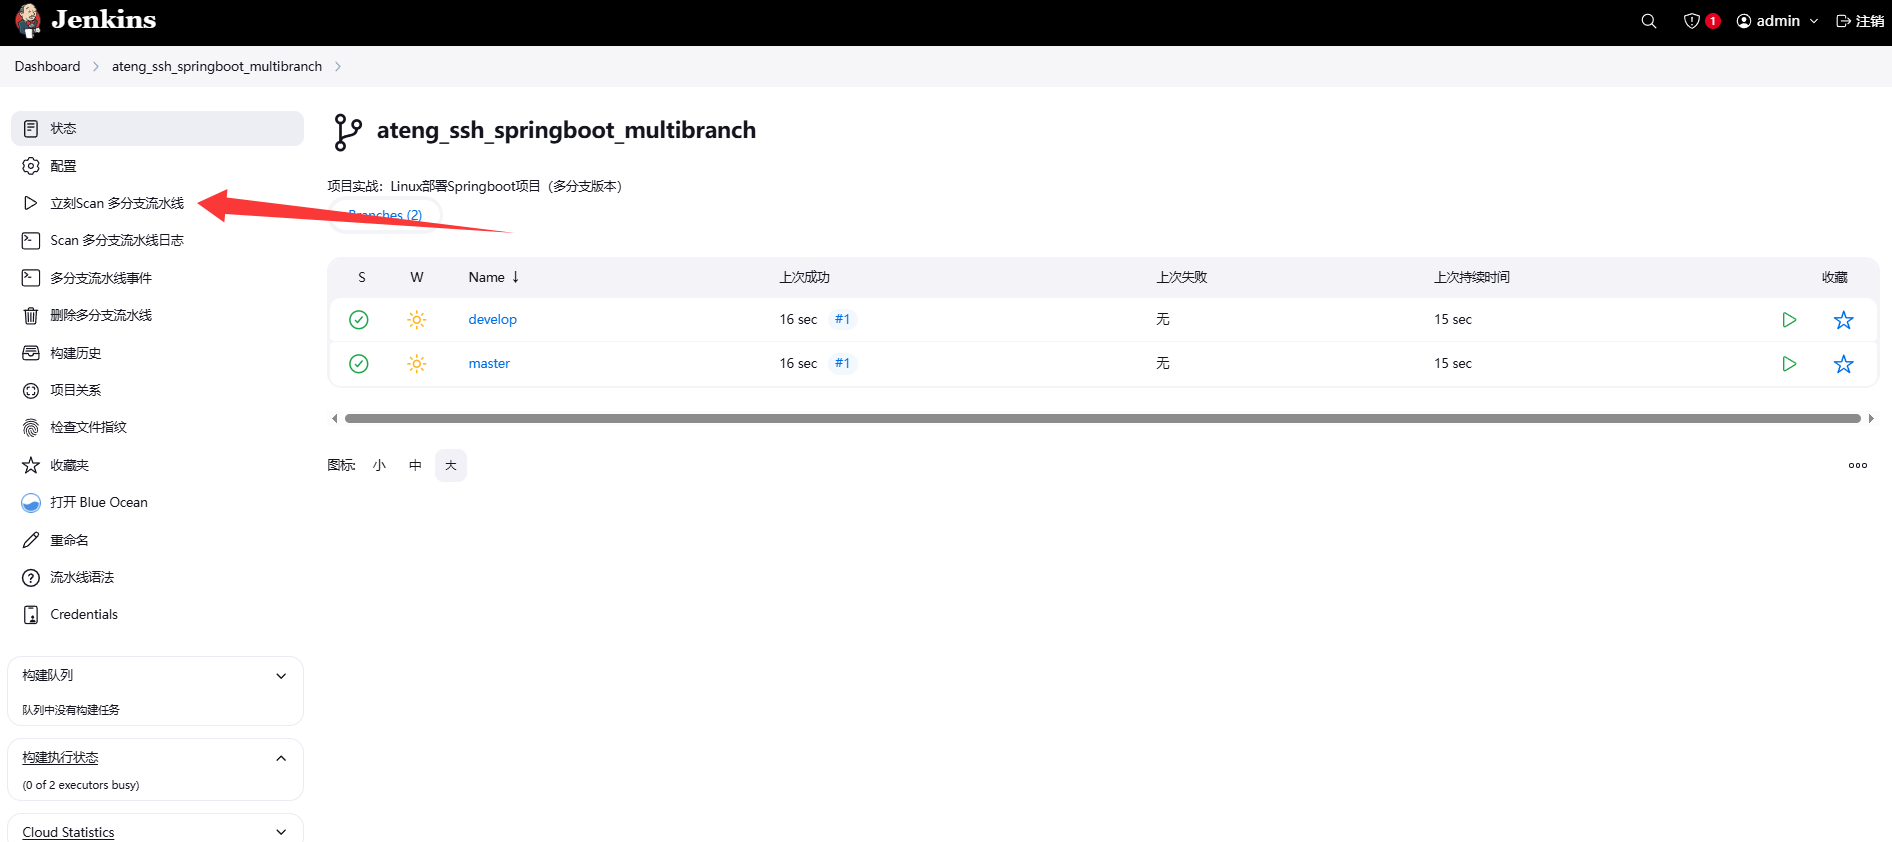 Jenkins
1
admin
注销
Dashboard
ateng_ssh_springboot_multibranch
状态
配置
立刻Scan 多分支流水线
Scan 多分支流水线日志
多分支流水线事件
删除多分支流水线
构建历史
项目关系
检查文件指纹
收藏夹
打开 Blue Ocean
重命名
流水线语法
Credentials
构建队列
队列中没有构建任务
构建执行状态
(0 of 2 executors busy)
Cloud Statistics
ateng_ssh_springboot_multibranch
项目实战：Linux部署Springboot项目（多分支版本）
Branches (2)
S W Name ↓ 上次成功 上次失败 上次持续时间 收藏
develop 16 sec #1 无 15 sec
master 16 sec #1 无 15 sec
图标: 小 中 大